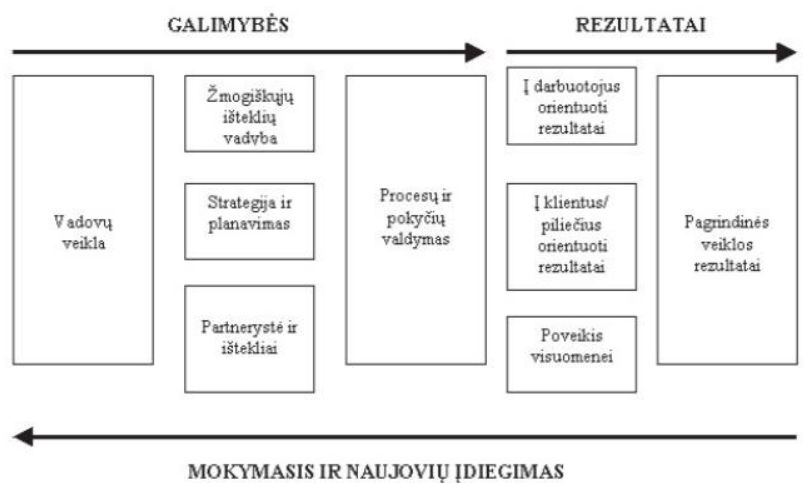 GALIMYBĖS
REZULTATAI
Vadovų
veikla
Žmogiškųjų
išteklių
vadyba
Strategija ir
planavimas
Partnerystė ir
ištekliai
Procesų ir
pokyčių
valdymas
Į darbuotojus
orientuoti
rezultatai
Į klientus/
piliečius
orientuoti
rezultatai
Poveikis
visuomenei
Pagrindinės
veiklos
rezultatai
MOKYMASIS IR NAUJOVIŲ ĮDIEGIMAS